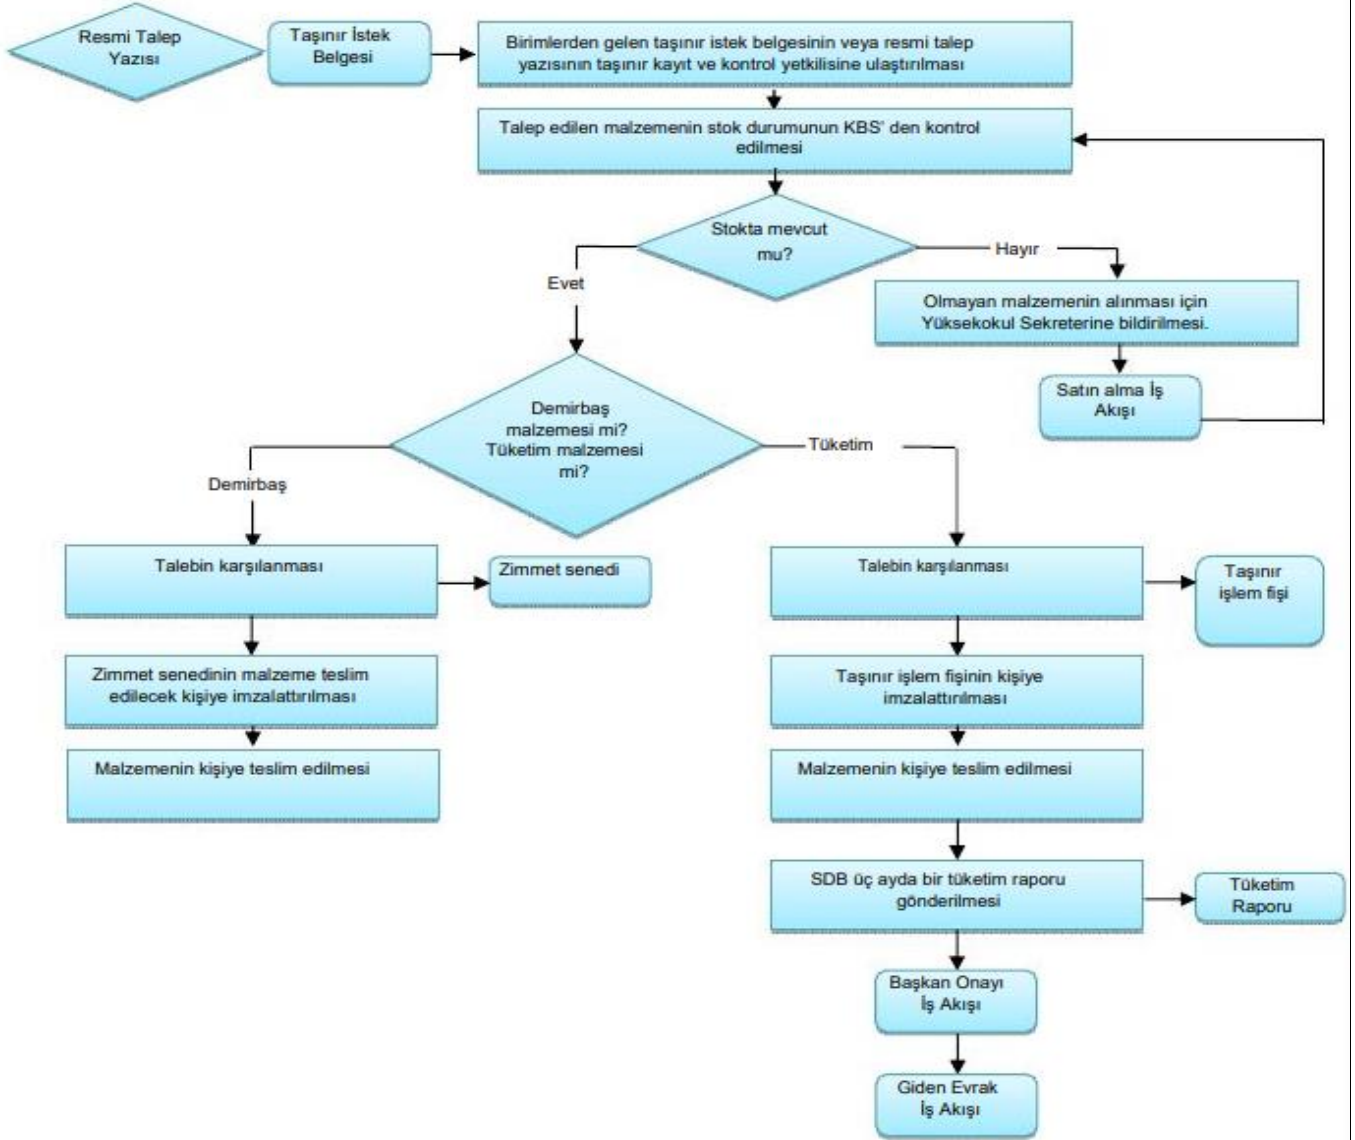 Resmi Talep
Yazısı
Taşınır İstek
Belgesi
Birimlerden gelen taşınır istek belgesinin veya resmi talep
yazısının taşınır kayıt ve kontrol yetkilisine ulaştırılması
Talep edilen malzemenin stok durumunun KBS' den kontrol
edilmesi
Stokta mevcut
mu?
Hayır
Evet
Olmayan malzemenin alınması için
Yüksekokul Sekreterine bildirilmesi.
Satın alma İş
Akışı
Demirbaş
malzemesi mi?
Tüketim malzemesi
mi?
Tüketim
Demirbaş
Talebin karşılanması
Zimmet senedi
Zimmet senedinin malzeme teslim
edilecek kişiye imzalattırılması
Malzemenin kişiye teslim edilmesi
Talebin karşılanması
Taşınır
işlem fişi
Taşınır işlem fişinin kişiye
imzalattırılması
Malzemenin kişiye teslim edilmesi
SDB üç ayda bir tüketim raporu
gönderilmesi
Tüketim
Raporu
Başkan Onayı
İş Akışı
Giden Evrak
İş Akışı